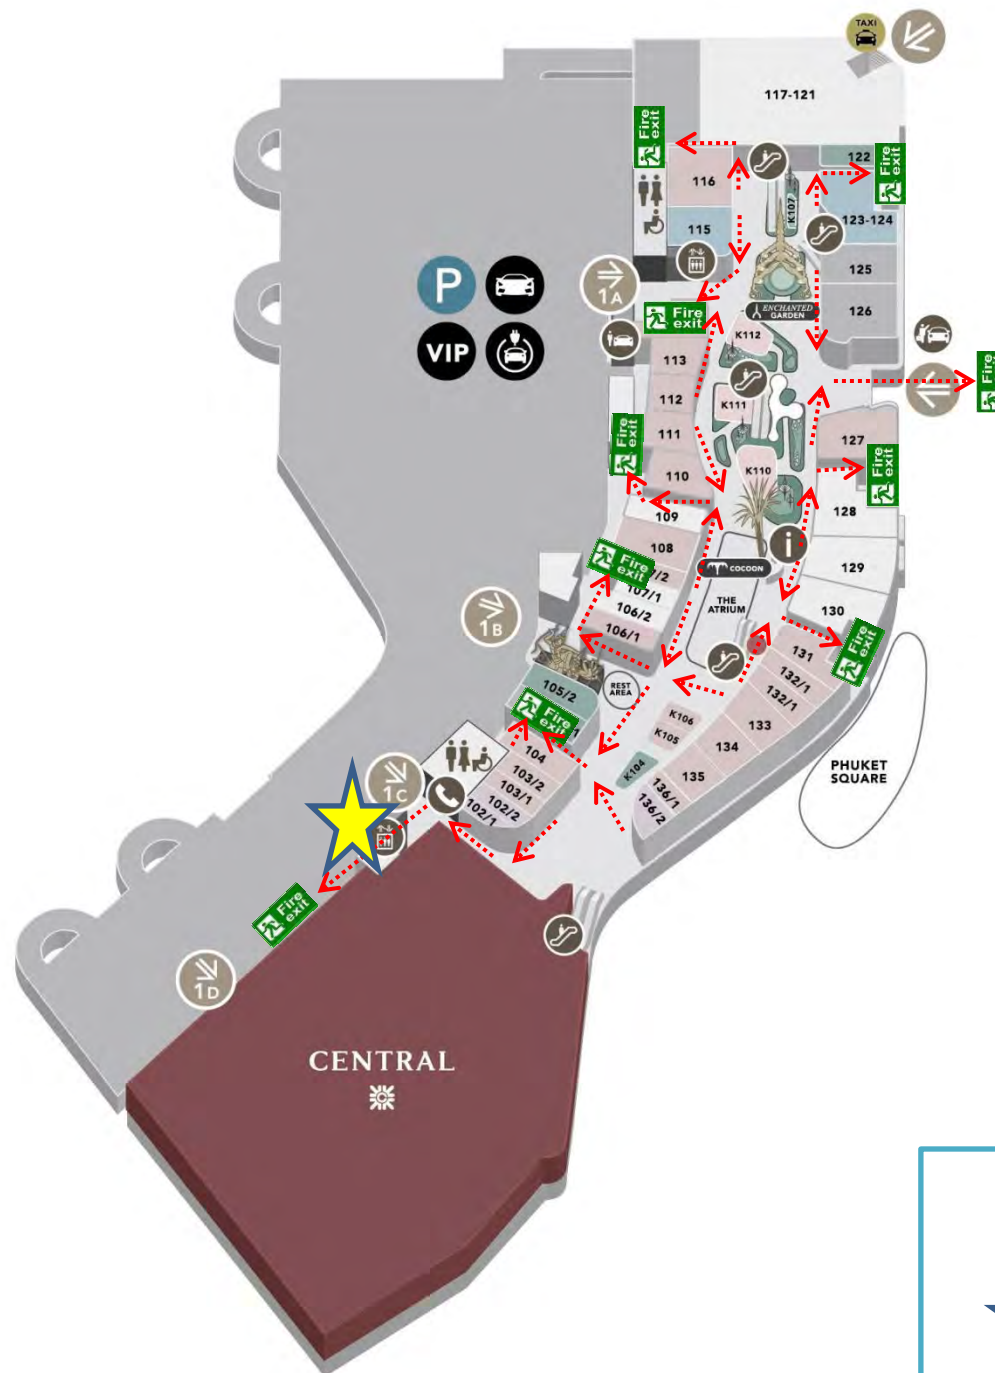 TAXI
117-121
Fire
exit
122
Fire
exit
116
K107
123-124
115
125
1A
ENCHANTED
GARDEN
126
P
Fire
exit
K112
VIP
113
Fire
112
K111
111
127
Fire
exit
110
K110
Fire
exit
109
128
i
108
Fire
exit
7/2
COCOON
129
107/1
106/2
THE
ATRIUM
130
1B
106/1
131
Fire
exit
105/2
REST
AREA
132/1
132/1
Fire
exit
1
K106
133
K105
104
134
103/2
K104
135
PHUKET
SQUARE
1C
103/1
136/1
102/2
136/2
102/1
Fire
exit
1D
CENTRAL